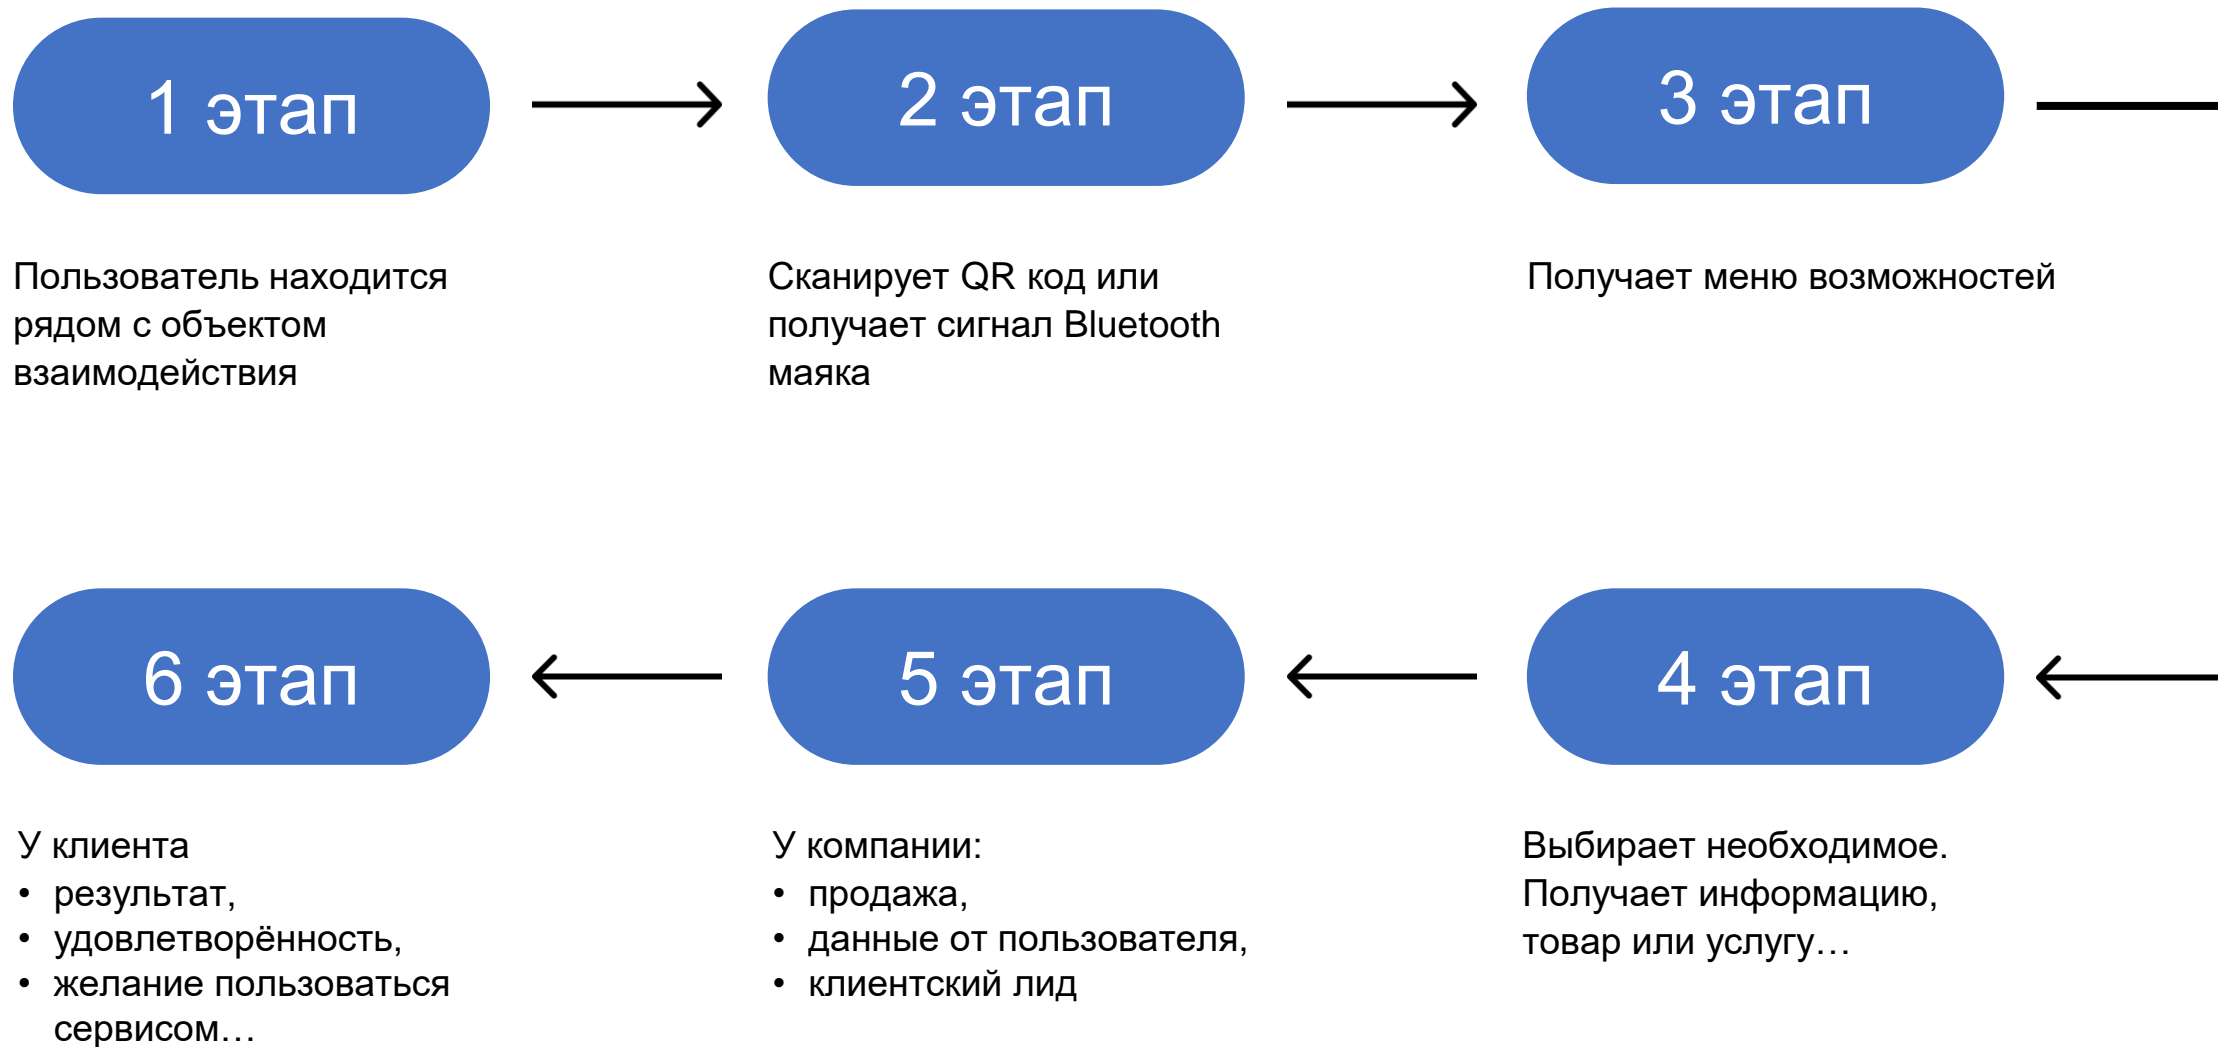 1 этап
2 этап
3 этап
Пользователь находится
рядом с объектом
взаимодействия
Сканирует QR код или
получает сигнал Bluetooth
маяка
Получает меню возможностей
6 этап
5 этап
4 этап
У клиента
• результат,
• удовлетворённость,
• желание пользоваться
сервисом…
У компании:
• продажа,
• данные от пользователя,
• клиентский лид
Выбирает необходимое.
Получает информацию,
товар или услугу…